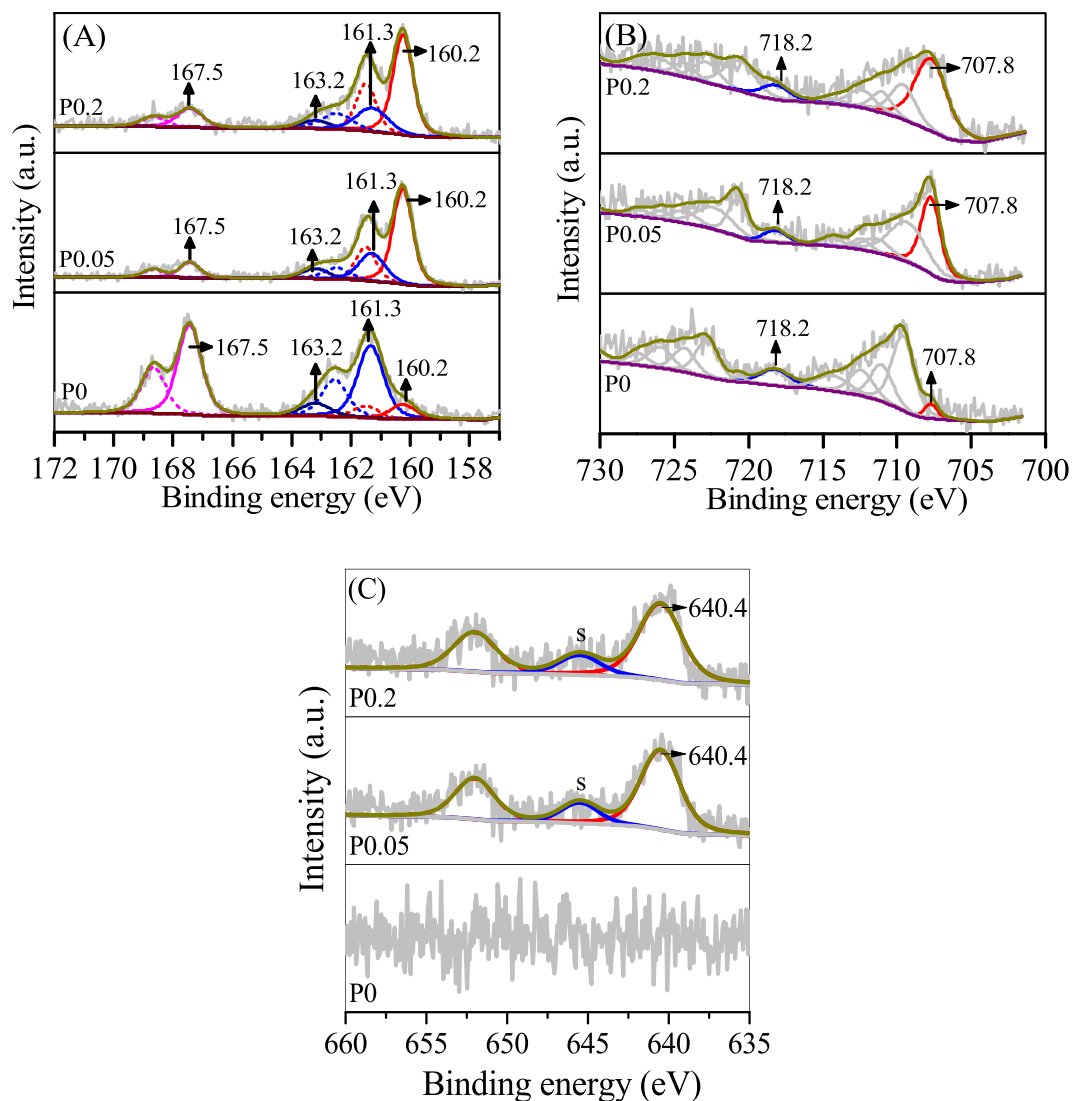 (A)
161.3
160.2
167.5
163.2
P0.2
161.3
160.2
167.5
163.2
P0.05
161.3
167.5
163.2
160.2
P0
172 170 168 166 164 162 160 158
Binding energy (eV)
Intensity (a.u.)
(B)
718.2
707.8
P0.2
718.2
707.8
P0.05
718.2
707.8
P0
730 725 720 715 710 705 700
Binding energy (eV)
Intensity (a.u.)
(C)
640.4
s
P0.2
640.4
s
P0.05
P0
660 655 650 645 640 635
Binding energy (eV)
Intensity (a.u.)